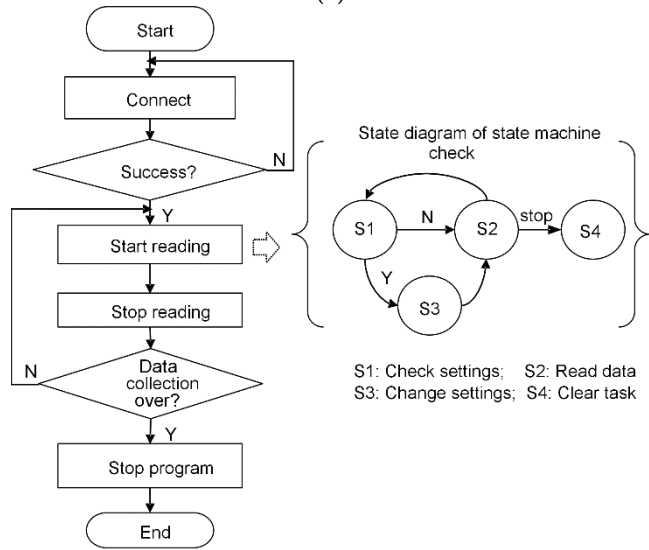 Start
Connect
Success?
N
Y
Start reading
Stop reading
Data
collection
over?
N
Y
Stop program
End
State diagram of state machine
check
S1
N
S2
stop
S4
Y
S3
S1: Check settings; S2: Read data
S3: Change settings; S4: Clear task